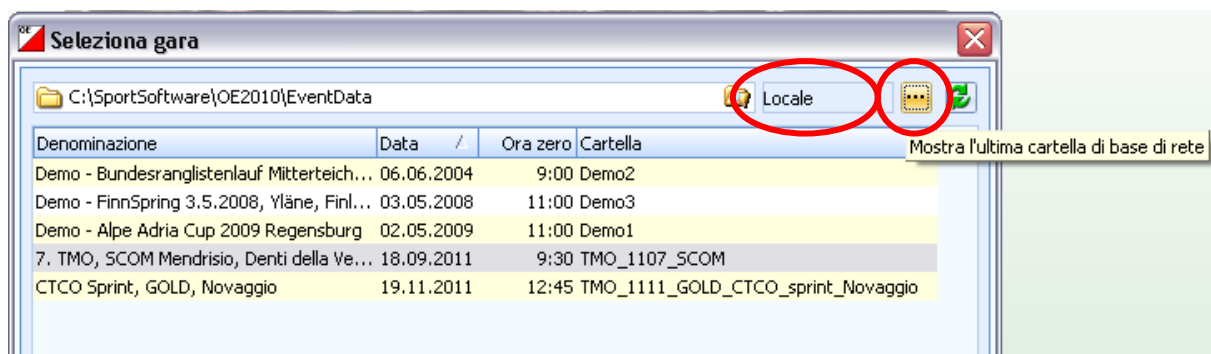 OE Seleziona gara
C:\SportSoftware\OE2010\EventData Locale ...
Denominazione Data Ora zero Cartella
Mostra l'ultima cartella di base di rete
Demo - Bundesranglistenlauf Mitterteich... 06.06.2004 9:00 Demo2
Demo - FinnSpring 3.5.2008, Yläne, Finl... 03.05.2008 11:00 Demo3
Demo - Alpe Adria Cup 2009 Regensburg 02.05.2009 11:00 Demo1
7. TMO, SCOM Mendrisio, Denti della Ve... 18.09.2011 9:30 TMO_1107_SCOM
CTCO Sprint, GOLD, Novaggio 19.11.2011 12:45 TMO_1111_GOLD_CTCO_sprint_Novaggio